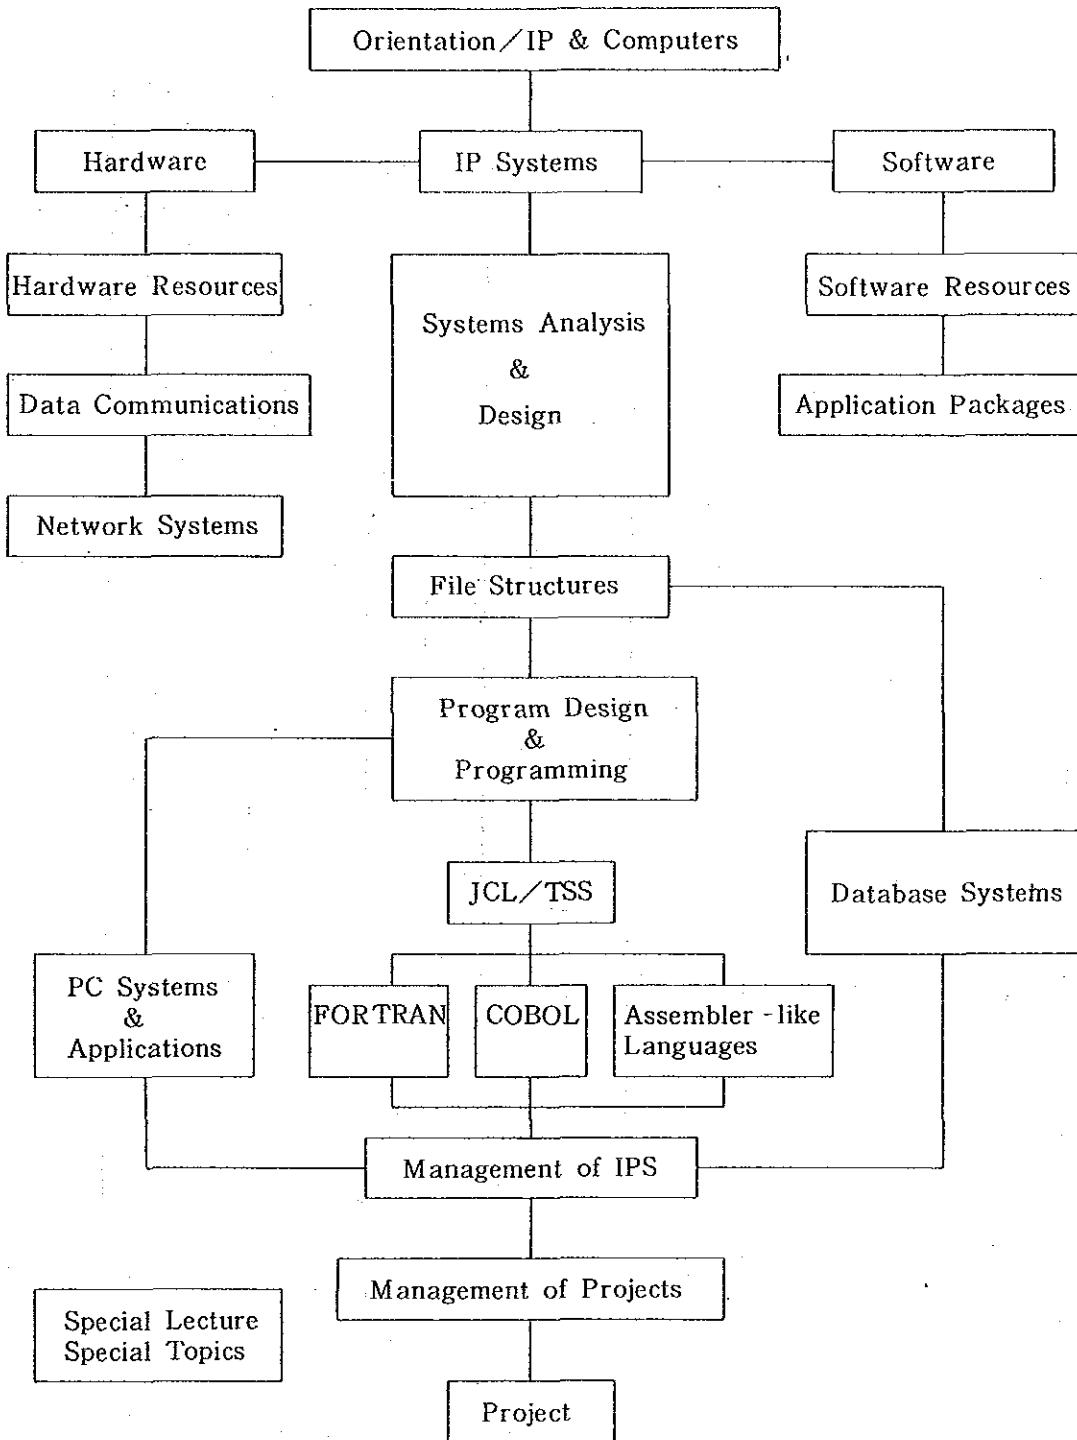 Orientation/IP & Computers
Hardware
IP Systems
Software
Hardware Resources
Systems Analysis
&
Design
Software Resources
Data Communications
Application Packages
Network Systems
File Structures
Program Design
&
Programming
JCL/TSS
Database Systems
PC Systems
&
Applications
FORTRAN
COBOL
Assembler-like
Languages
Management of IPS
Management of Projects
Special Lecture
Special Topics
Project